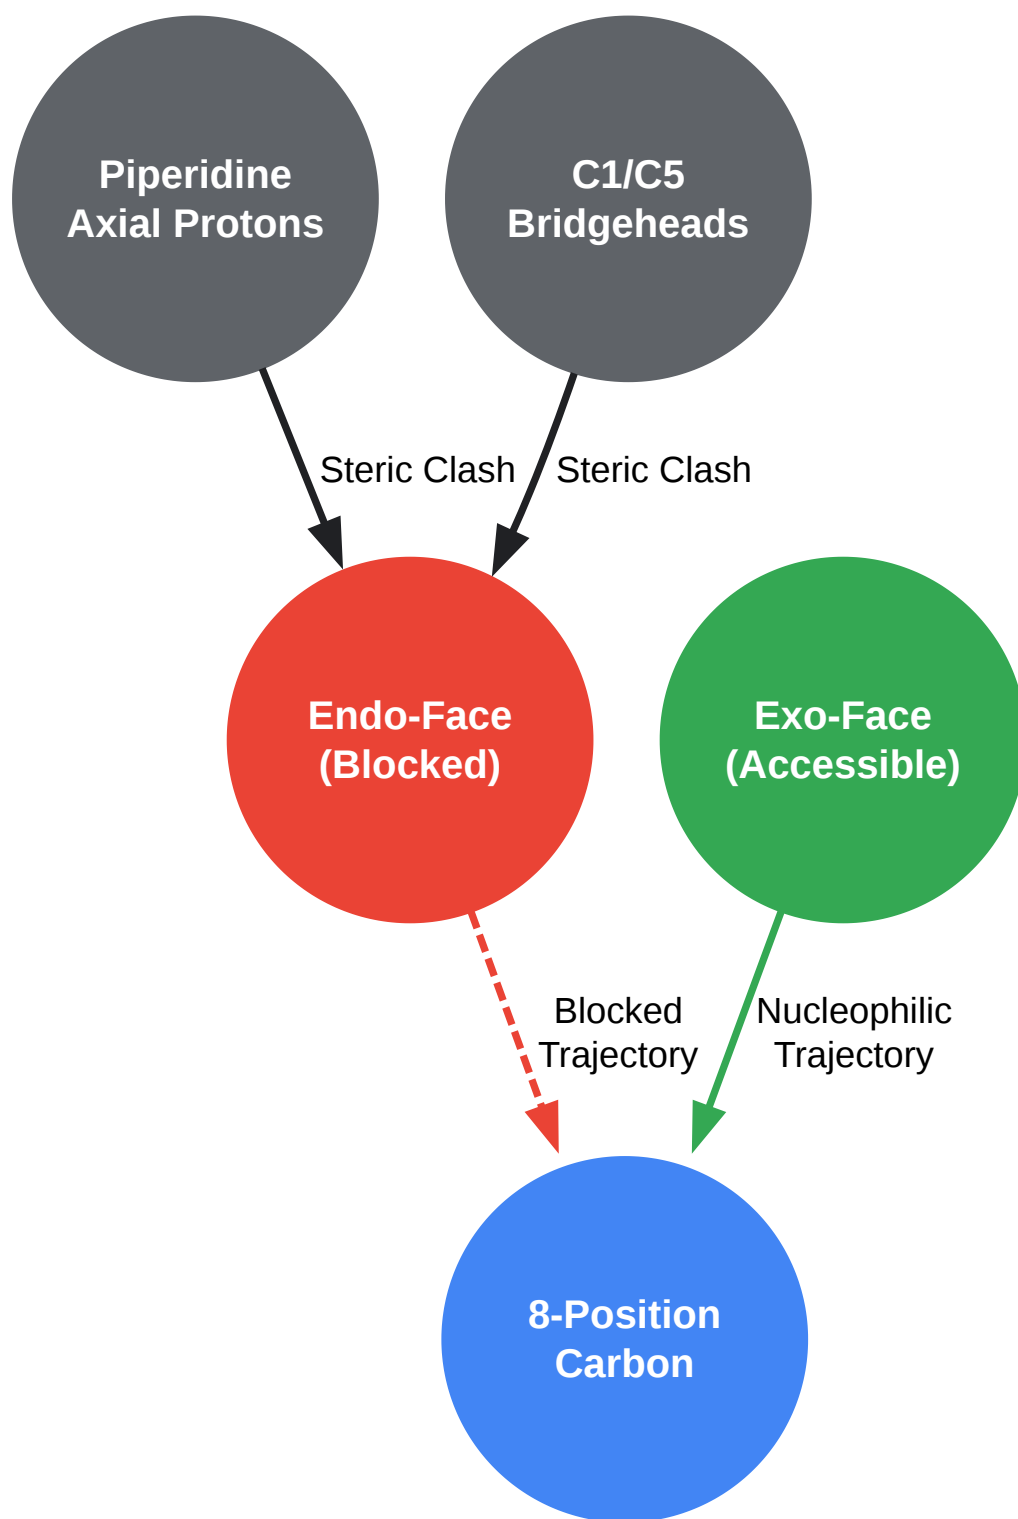 Piperidine
Axial Protons
C1/C5
Bridgeheads
Steric Clash
Steric Clash
Endo-Face
(Blocked)
Exo-Face
(Accessible)
Blocked
Trajectory
Nucleophilic
Trajectory
8-Position
Carbon